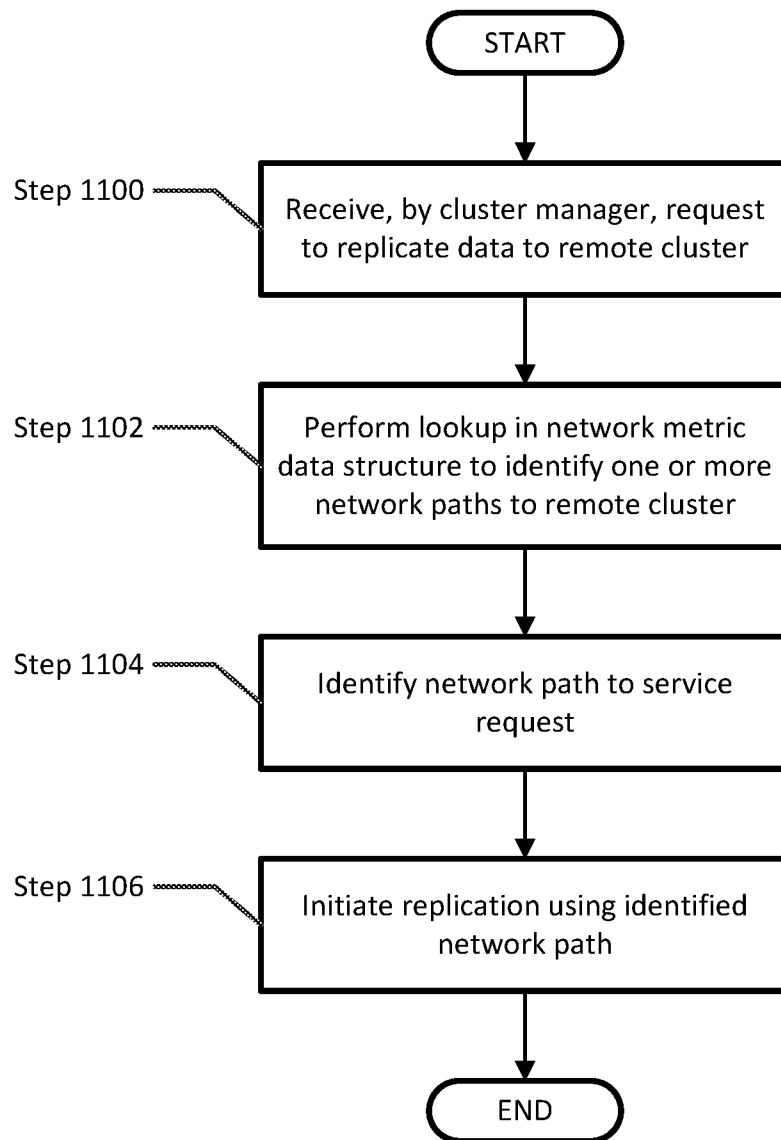 START
Step 1100
Receive, by cluster manager, request
to replicate data to remote cluster
Step 1102
Perform lookup in network metric
data structure to identify one or more
network paths to remote cluster
Step 1104
Identify network path to service
request
Step 1106
Initiate replication using identified
network path
END